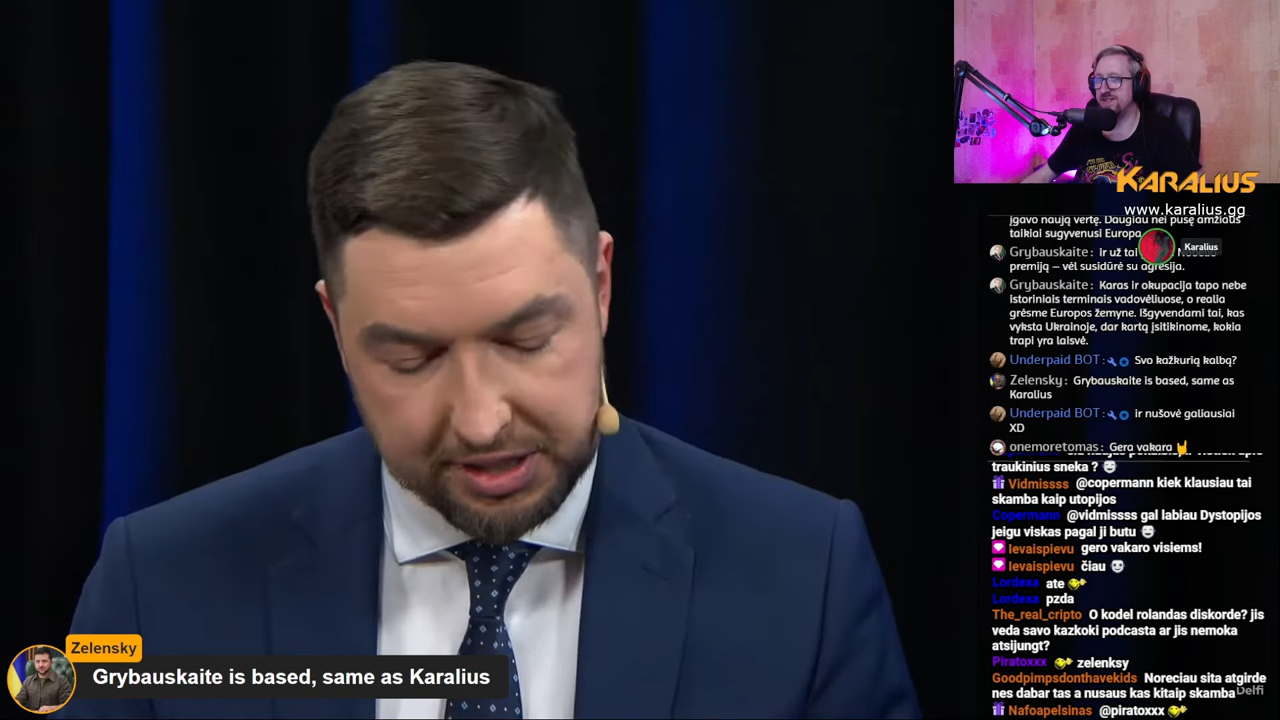 KARALIUS
www.karalius.gg
įgavo naują vertę. Daugiau nei pusę amžiaus
taikiai sugyvenusi Europa
Grybauskaite : ir už tai
Karalius
premiją – vėl susidūrė su agresija.
Grybauskaite : Karas ir okupacija tapo nebe
istoriniais terminais vadovėliuose, o realia
grėsme Europos žemyne. Išgyvendami tai, kas
vyksta Ukrainoje, dar kartą įsitikinome, kokia
trapi yra laisvė.
Underpaid BOT : Svo kažkurią kalbą?
Zelensky : Grybauskaite is based, same as
Karalius
Underpaid BOT : ir nušovė galiausiai
XD
onemoretomas : Gera vakara 🤘
traukinius sneka ?
Vidmissss @copermann kiek klausiau tai
skamba kaip utopijos
Copermann @vidmissss gal labiau Dystopijos
jeigu viskas pagal ji butu
Ievaispievu gero vakaro visiems!
Ievaispievu čiau
Lordexa ate
Lordexa pzda
The_real_cripto O kodel rolandas diskorde? jis
veda savo kazkoki podcasta ar jis nemoka
atsijungt?
Piratoxxx zelenksy
Goodpimpsdonthavekids Noreciau sita atgirde
nes dabar tas a nusaus kas kitaip skamba
Delfi
Nafoapelsinas @piratoxxx
Zelensky
Grybauskaite is based, same as Karalius